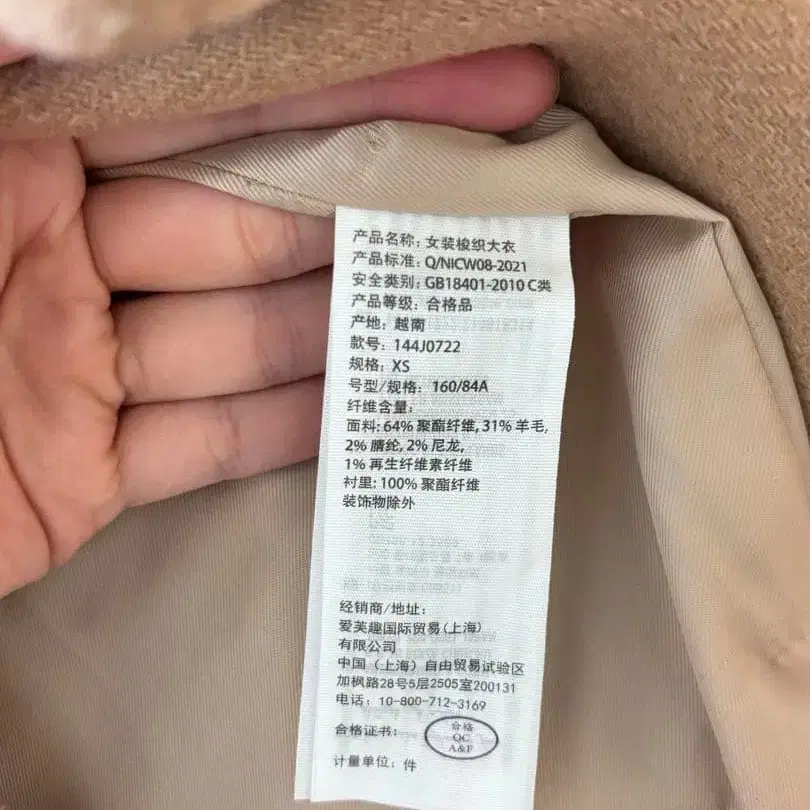 产品名称: 女装梭织大衣
产品标准: Q/NICW08-2021
安全类别: GB18401-2010 C类
产品等级: 合格品
产地: 越南
款号: 144J0722
规格: XS
号型/规格: 160/84A
纤维含量:
面料: 64% 聚酯纤维, 31% 羊毛,
2% 腈纶, 2% 尼龙,
1% 再生纤维素纤维
衬里: 100% 聚酯纤维
装饰物除外
经销商/地址:
爱芙趣国际贸易(上海)
有限公司
中国(上海)自由贸易试验区
加枫路28号5层2505室200131
电话: 10-800-712-3169
合格证书:
合格
QC
A&F
计量单位: 件